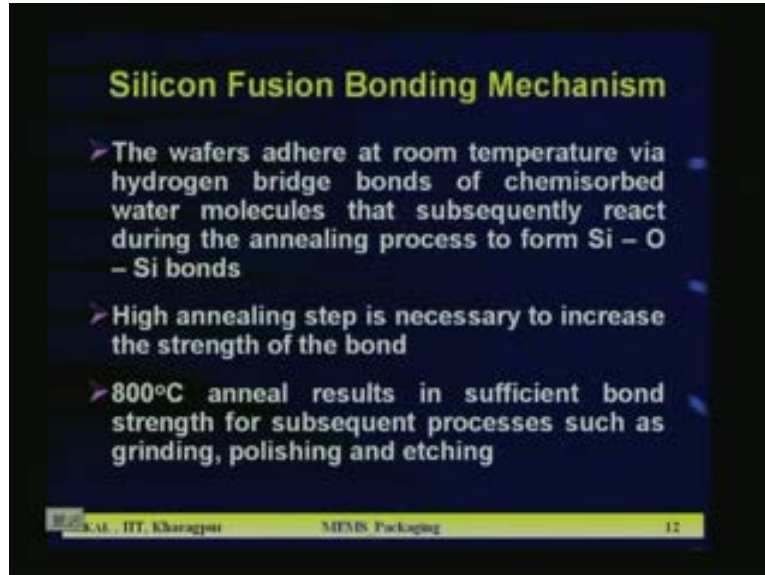 Silicon Fusion Bonding Mechanism
The wafers adhere at room temperature via
hydrogen bridge bonds of chemisorbed
water molecules that subsequently react
during the annealing process to form Si – O
– Si bonds
High annealing step is necessary to increase
the strength of the bond
800°C anneal results in sufficient bond
strength for subsequent processes such as
grinding, polishing and etching
IIT, Kharagpur MEMS Packaging 12